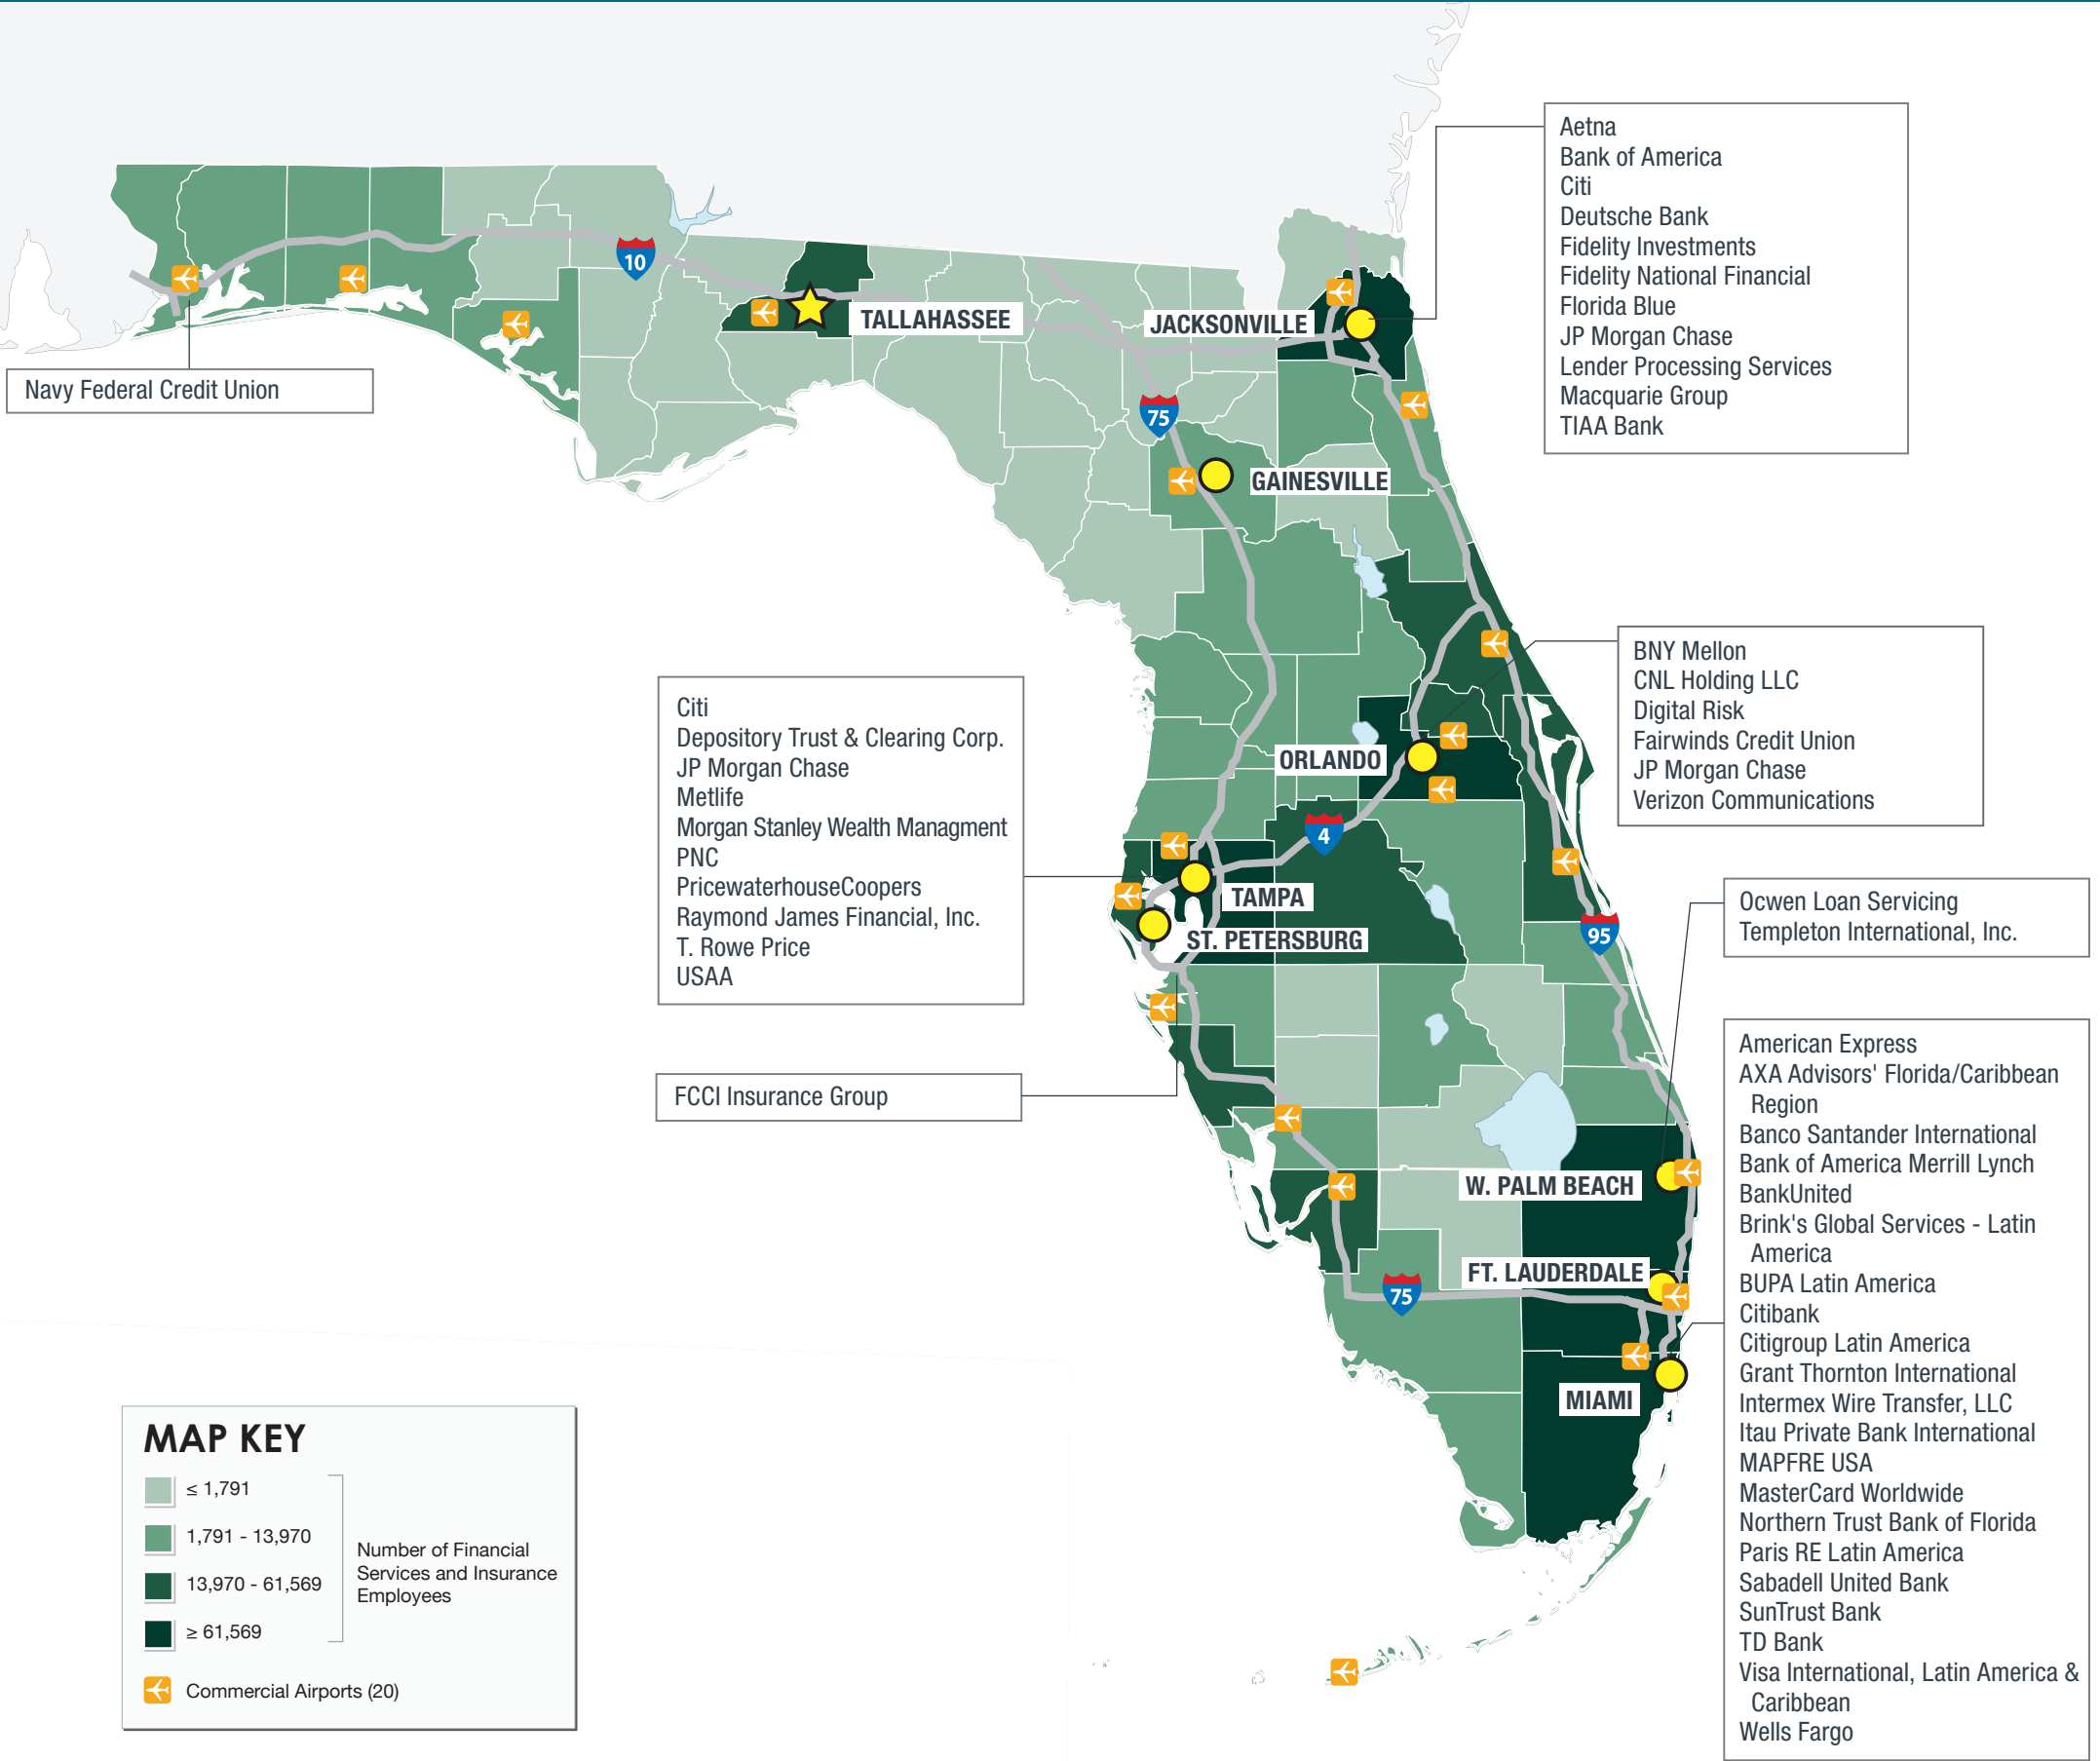 Aetna
Bank of America
Citi
Deutsche Bank
Fidelity Investments
Fidelity National Financial
Florida Blue
JP Morgan Chase
Lender Processing Services
Macquarie Group
TIAA Bank
10
TALLAHASSEE
JACKSONVILLE
Navy Federal Credit Union
75
GAINESVILLE
BNY Mellon
CNL Holding LLC
Digital Risk
Fairwinds Credit Union
JP Morgan Chase
Verizon Communications
Citi
Depository Trust & Clearing Corp.
JP Morgan Chase
Metlife
Morgan Stanley Wealth Managment
PNC
PricewaterhouseCoopers
Raymond James Financial, Inc.
T. Rowe Price
USAA
ORLANDO
4
TAMPA
ST. PETERSBURG
95
Ocwen Loan Servicing
Templeton International, Inc.
FCCI Insurance Group
W. PALM BEACH
FT. LAUDERDALE
75
MIAMI
American Express
AXA Advisors' Florida/Caribbean
Region
Banco Santander International
Bank of America Merrill Lynch
BankUnited
Brink's Global Services - Latin
America
BUPA Latin America
Citibank
Citigroup Latin America
Grant Thornton International
Intermex Wire Transfer, LLC
Itau Private Bank International
MAPFRE USA
MasterCard Worldwide
Northern Trust Bank of Florida
Paris RE Latin America
Sabadell United Bank
SunTrust Bank
TD Bank
Visa International, Latin America &
Caribbean
Wells Fargo
MAP KEY
≤ 1,791
1,791 - 13,970
13,970 - 61,569
≥ 61,569
Number of Financial
Services and Insurance
Employees
Commercial Airports (20)